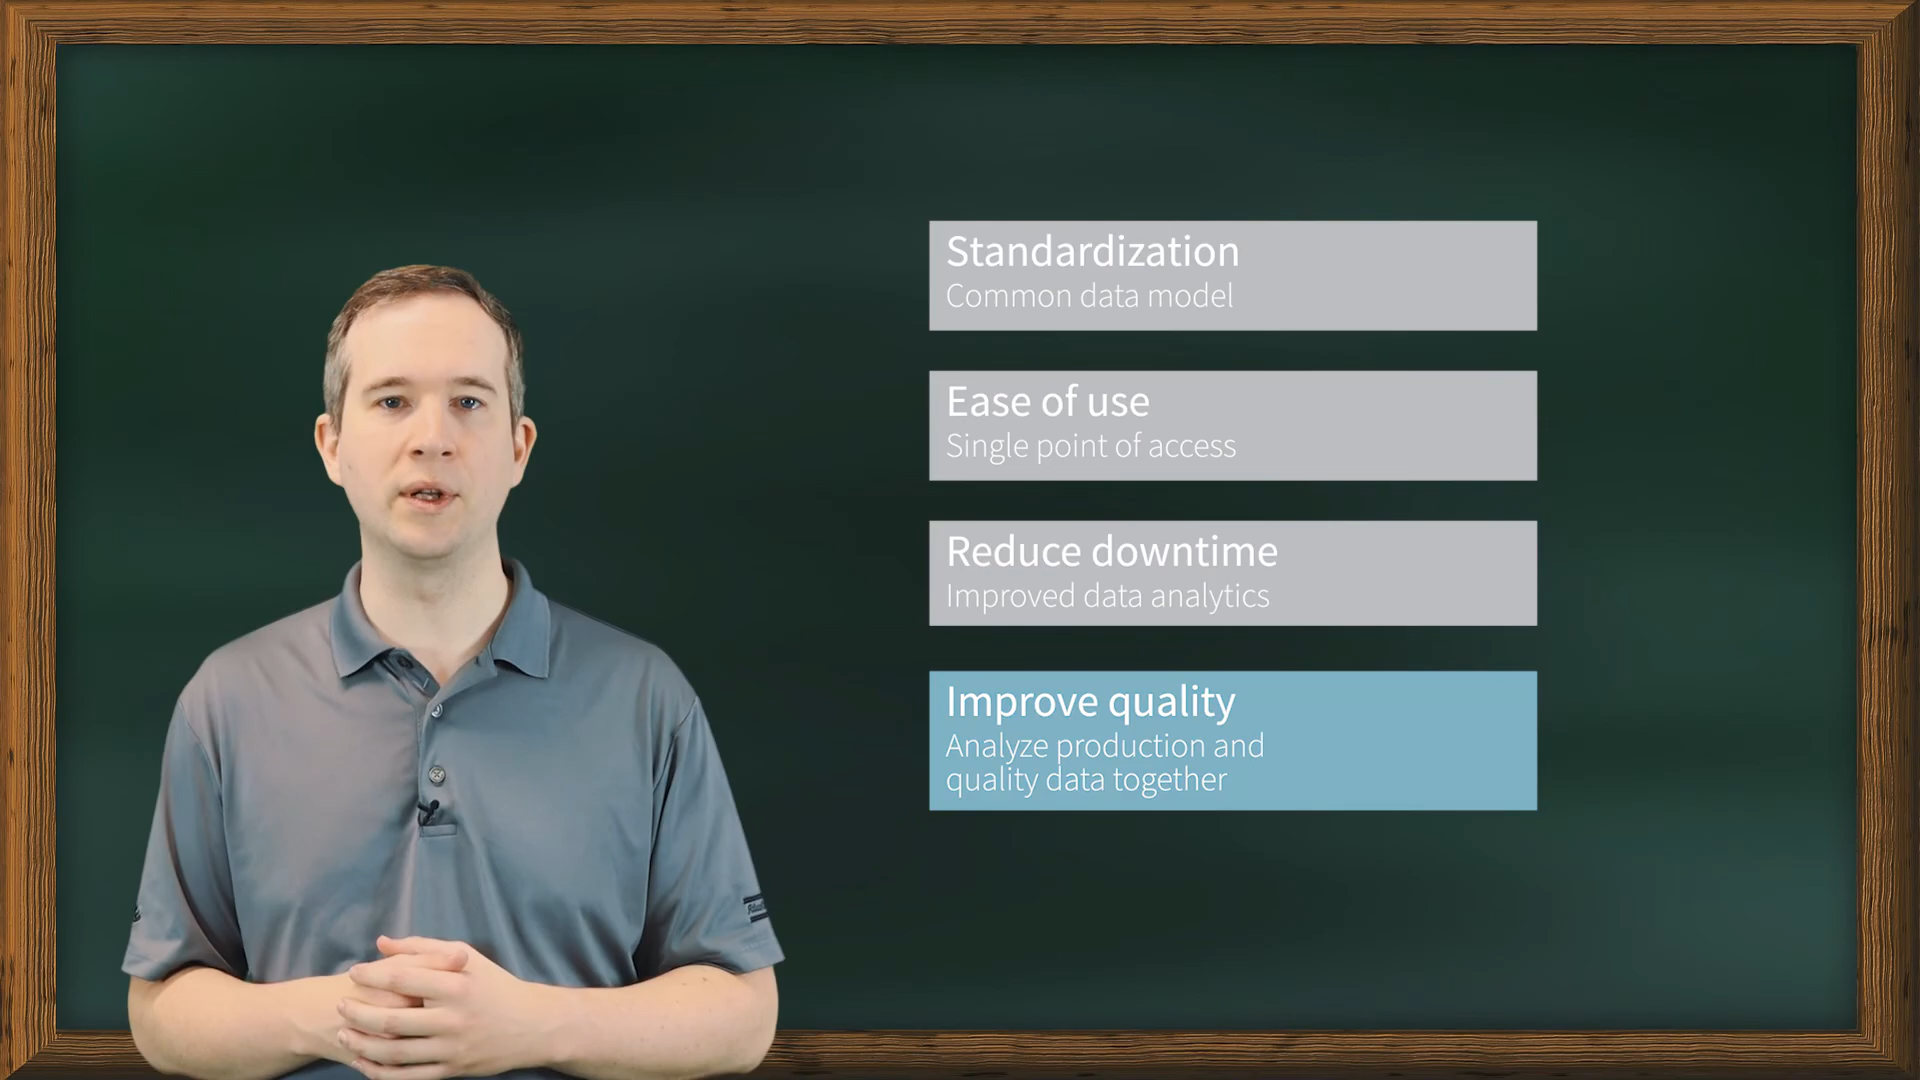 Standardization
Common data model
Ease of use
Single point of access
Reduce downtime
Improved data analytics
Improve quality
Analyze production and
quality data together